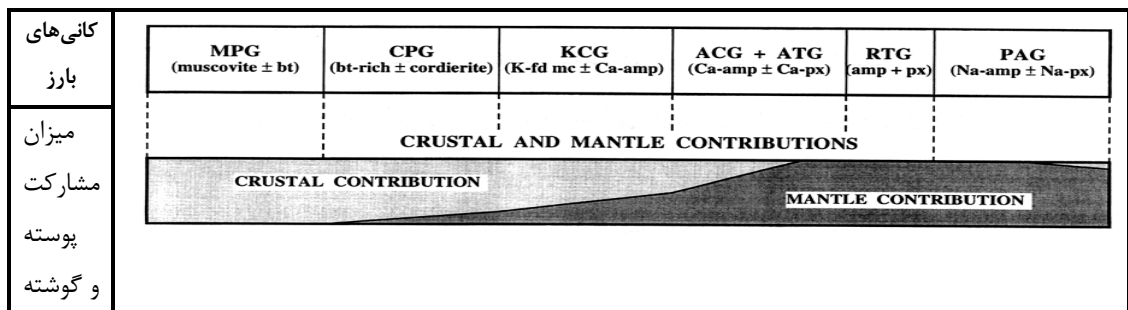 کانی‌های
بارز
MPG CPG KCG ACG + ATG RTG PAG
(muscovite ± bt) (bt-rich ± cordierite) (K-fd mc ± Ca-amp) (Ca-amp ± Ca-px) (amp + px) (Na-amp ± Na-px)
میزان
مشارکت
پوسته
و گوشته
CRUSTAL AND MANTLE CONTRIBUTIONS
CRUSTAL CONTRIBUTION
MANTLE CONTRIBUTION